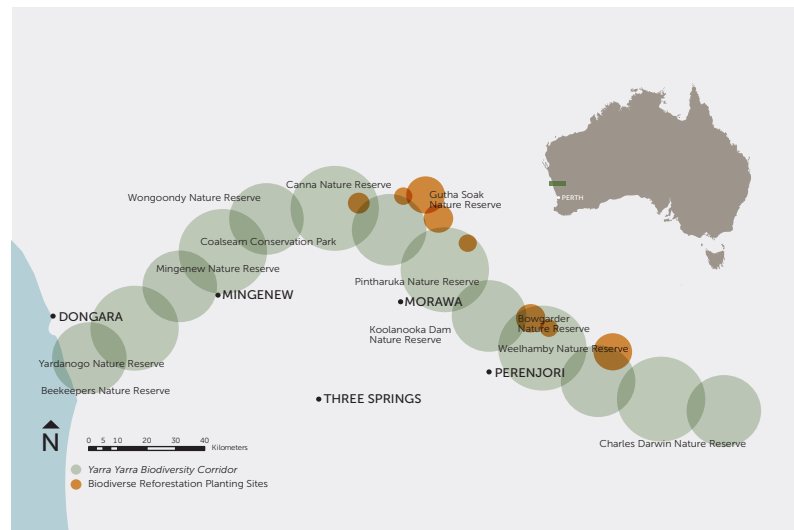 Canna Nature Reserve
Wongoondy Nature Reserve
Gutha Soak
Nature Reserve
PERTH
Coalseam Conservation Park
Mingenew Nature Reserve
Pintharuka Nature Reserve
MINGENEW
MORAWA
DONGARA
Bowgarder
Nature Reserve
Koolanooka Dam
Nature Reserve
Weelhamby Nature Reserve
Yardanogo Nature Reserve
PERENJORI
Beekeepers Nature Reserve
THREE SPRINGS
N
0 5 10 20 30 40
Kilometers
Charles Darwin Nature Reserve
Yarra Yarra Biodiversity Corridor
Biodiverse Reforestation Planting Sites